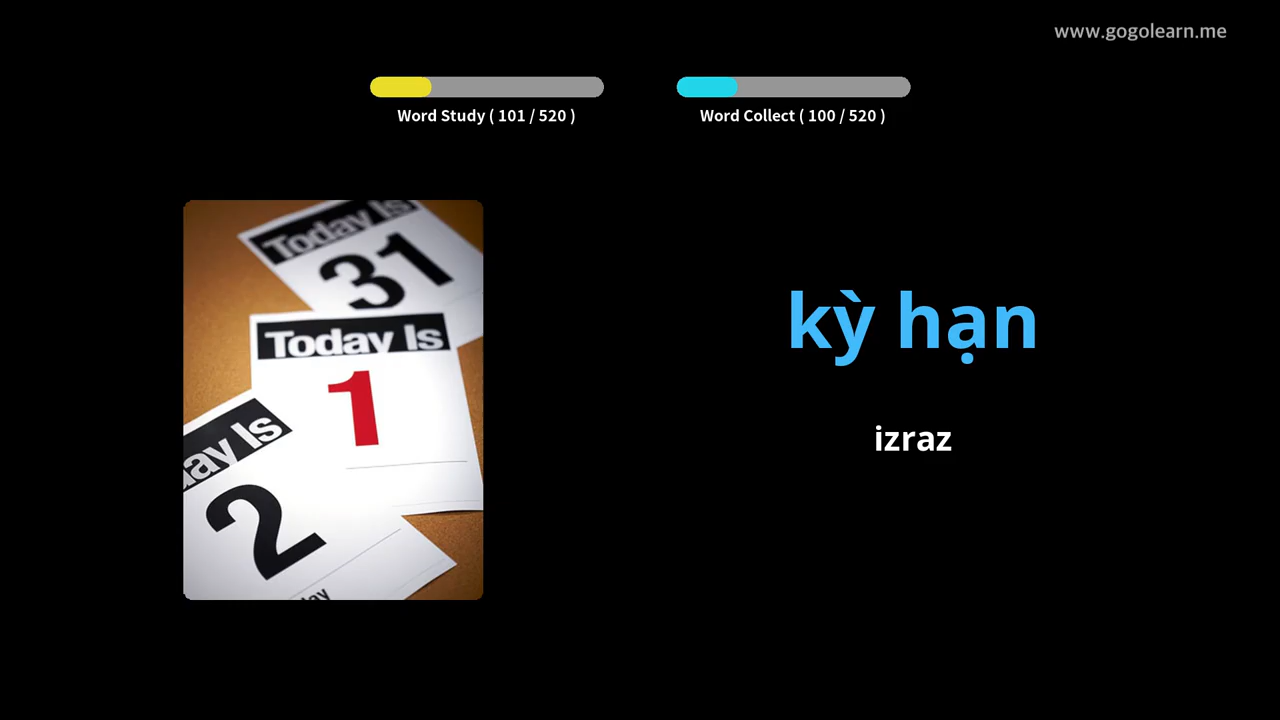 www.gogolearn.me
Word Study ( 101 / 520 )
Word Collect ( 100 / 520 )
Today Is
31
Today Is
1
day Is
2
kỳ hạn
izraz